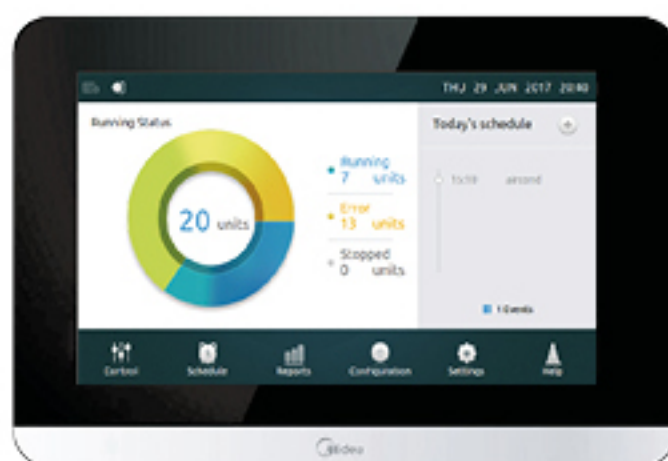 THU 29 JUN 2017 20:40
Running Status
20 units
Running
7 units
Error
13 units
Stopped
0 units
Today's schedule
1 Events
Control
Schedule
Reports
Configuration
Settings
Help
Midea